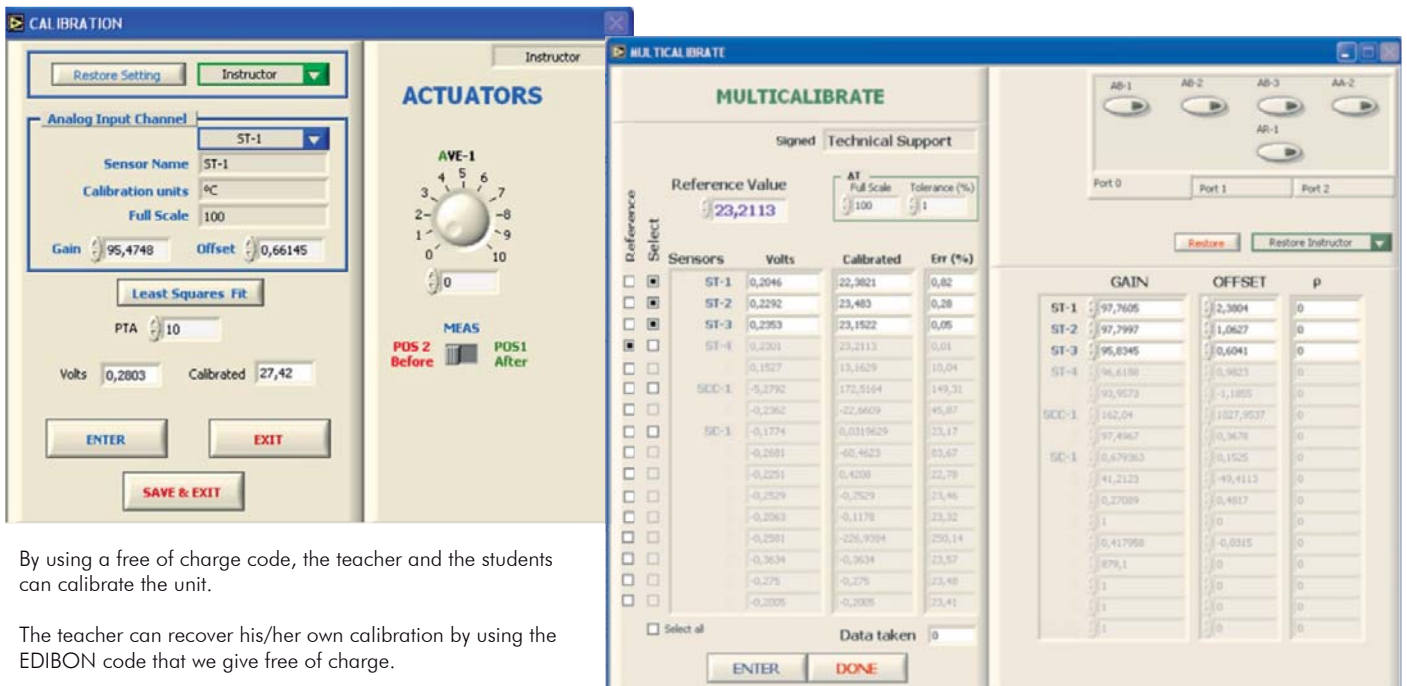 CALIBRATION
Restore Setting Instructor
Analog Input Channel
ST-1
Sensor Name ST-1
Calibration units ºC
Full Scale 100
Gain 95,4748 Offset 0,66145
Least Squares Fit
PTA 10
Volts 0,2803 Calibrated 27,42
ENTER EXIT
SAVE & EXIT
Instructor
ACTUATORS
AVE-1
4 5 6
3 7
2 8
1 9
0 10
0
MEAS
POS 2 POS1
Before After
MULTICALIBRATE
MULTICALIBRATE
Signed Technical Support
Reference Value
23,2113
AT
Full Scale Tolerance (%)
100 1
Reference
Select
Sensors Volts Calibrated Err (%)
ST-1 0,2046 22,3821 0,82
ST-2 0,2292 23,483 0,28
ST-3 0,2353 23,1522 0,05
ST-4 0,2301 23,2113 0,01
0,1527 13,1629 10,04
SCC-1 -5,2792 172,5164 149,31
-0,2362 -22,6609 45,87
SC-1 -0,1774 0,0319629 23,17
-0,2681 -60,4623 83,67
-0,2251 0,4208 22,78
-0,2529 -0,2529 23,46
-0,2063 -0,1178 23,32
-0,2581 -226,9384 250,14
-0,3634 -0,3634 23,57
-0,275 -0,275 23,48
-0,2005 -0,2005 23,41
Select all
Data taken 0
ENTER DONE
AB-1 AB-2 AB-3 AA-2
AR-1
Port 0 Port 1 Port 2
Restore Restore Instructor
GAIN OFFSET ρ
ST-1 97,7605 2,3804 0
ST-2 97,7997 1,0627 0
ST-3 95,8345 0,6041 0
ST-4 96,6188 0,9823 0
93,9573 -1,1855 0
SCC-1 162,04 1027,9537 0
97,4967 0,3678 0
SC-1 0,679363 0,1525 0
41,2123 -49,4113 0
0,27089 0,4817 0
1 0 0
0,417958 -0,0315 0
879,1 0 0
1 0 0
1 0 0
1 0 0
By using a free of charge code, the teacher and the students
can calibrate the unit.
The teacher can recover his/her own calibration by using the
EDIBON code that we give free of charge.